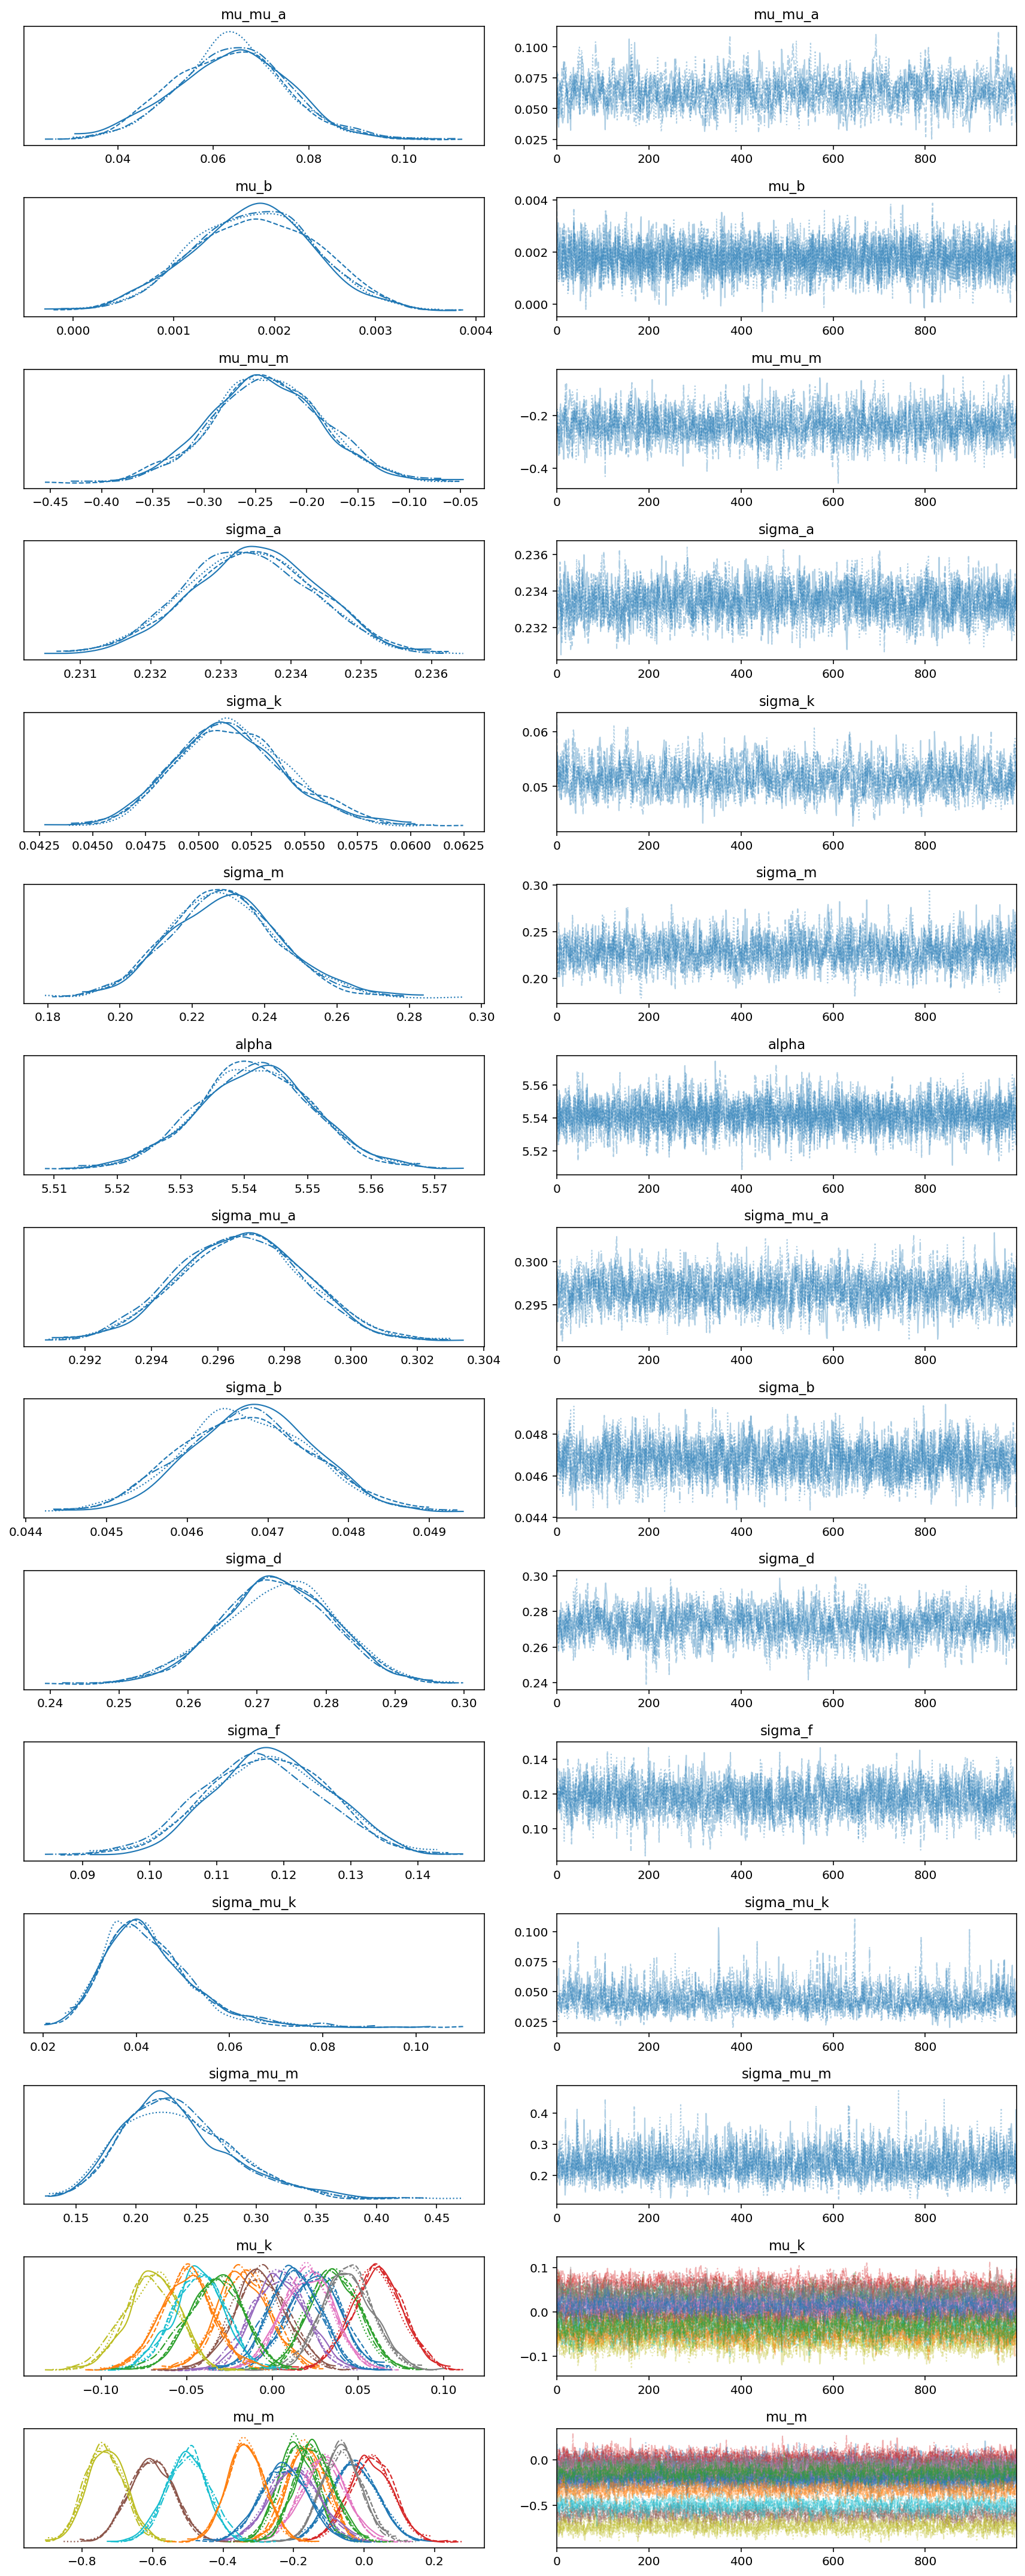 mu_mu_a mu_mu_a
0.100
0.075
0.050
0.025
0.04 0.06 0.08 0.10 0 200 400 600 800
mu_b mu_b
0.004
0.002
0.000
0.000 0.001 0.002 0.003 0.004 0 200 400 600 800
mu_mu_m mu_mu_m
−0.2
−0.4
−0.45 −0.40 −0.35 −0.30 −0.25 −0.20 −0.15 −0.10 −0.05 0 200 400 600 800
sigma_a sigma_a
0.236
0.234
0.232
0.231 0.232 0.233 0.234 0.235 0.236 0 200 400 600 800
sigma_k sigma_k
0.06
0.05
0.0425 0.0450 0.0475 0.0500 0.0525 0.0550 0.0575 0.0600 0.0625 0 200 400 600 800
sigma_m sigma_m
0.30
0.25
0.20
0.18 0.20 0.22 0.24 0.26 0.28 0.30 0 200 400 600 800
alpha alpha
5.56
5.54
5.52
5.51 5.52 5.53 5.54 5.55 5.56 5.57 0 200 400 600 800
sigma_mu_a sigma_mu_a
0.300
0.295
0.292 0.294 0.296 0.298 0.300 0.302 0.304 0 200 400 600 800
sigma_b sigma_b
0.048
0.046
0.044
0.044 0.045 0.046 0.047 0.048 0.049 0 200 400 600 800
sigma_d sigma_d
0.30
0.28
0.26
0.24
0.24 0.25 0.26 0.27 0.28 0.29 0.30 0 200 400 600 800
sigma_f sigma_f
0.14
0.12
0.10
0.09 0.10 0.11 0.12 0.13 0.14 0 200 400 600 800
sigma_mu_k sigma_mu_k
0.100
0.075
0.050
0.025
0.02 0.04 0.06 0.08 0.10 0 200 400 600 800
sigma_mu_m sigma_mu_m
0.4
0.3
0.2
0.15 0.20 0.25 0.30 0.35 0.40 0.45 0 200 400 600 800
mu_k mu_k
0.1
0.0
−0.1
−0.10 −0.05 0.00 0.05 0.10 0 200 400 600 800
mu_m mu_m
0.0
−0.5
−0.8 −0.6 −0.4 −0.2 0.0 0.2 0 200 400 600 800